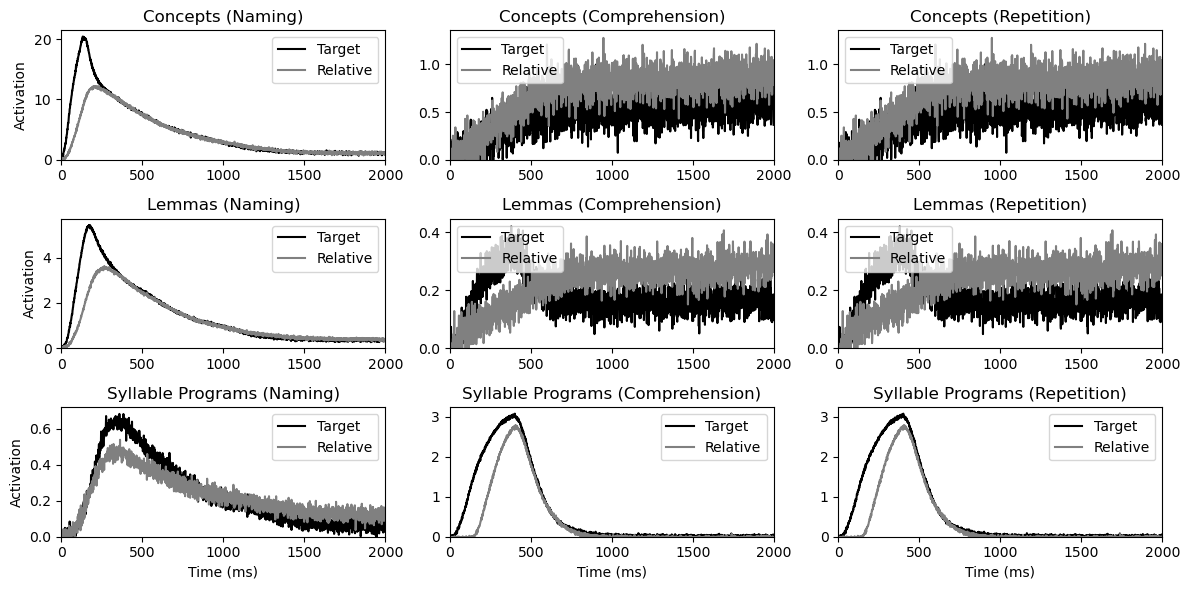 Concepts (Naming)
Concepts (Comprehension)
Concepts (Repetition)
Activation
20
10
0
Target
Relative
0 500 1000 1500 2000
1.0
0.5
0.0
Target
Relative
0 500 1000 1500 2000
1.0
0.5
0.0
Target
Relative
0 500 1000 1500 2000
Lemmas (Naming)
Lemmas (Comprehension)
Lemmas (Repetition)
Activation
4
2
0
Target
Relative
0 500 1000 1500 2000
0.4
0.2
0.0
Target
Relative
0 500 1000 1500 2000
0.4
0.2
0.0
Target
Relative
0 500 1000 1500 2000
Syllable Programs (Naming)
Syllable Programs (Comprehension)
Syllable Programs (Repetition)
Activation
0.6
0.4
0.2
0.0
Target
Relative
0 500 1000 1500 2000
Time (ms)
3
2
1
0
Target
Relative
0 500 1000 1500 2000
Time (ms)
3
2
1
0
Target
Relative
0 500 1000 1500 2000
Time (ms)